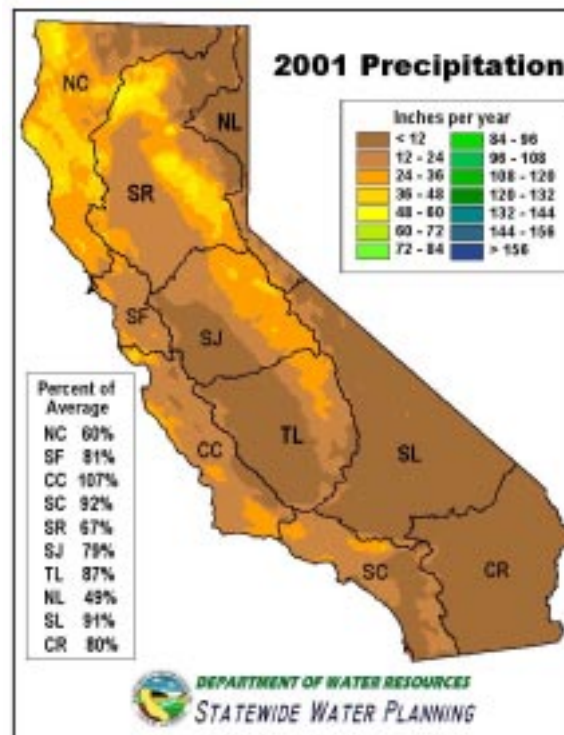 2001 Precipitation
Inches per year
< 12
12 - 24
24 - 36
36 - 48
48 - 60
60 - 72
72 - 84
84 - 96
96 - 108
108 - 120
120 - 132
132 - 144
144 - 156
> 156
NC
NL
SR
SF
SJ
CC
TL
SL
SC
CR
Percent of
Average
NC 60%
SF 81%
CC 107%
SC 92%
SR 67%
SJ 79%
TL 87%
NL 49%
SL 91%
CR 80%
DEPARTMENT OF WATER RESOURCES
STATEWIDE WATER PLANNING